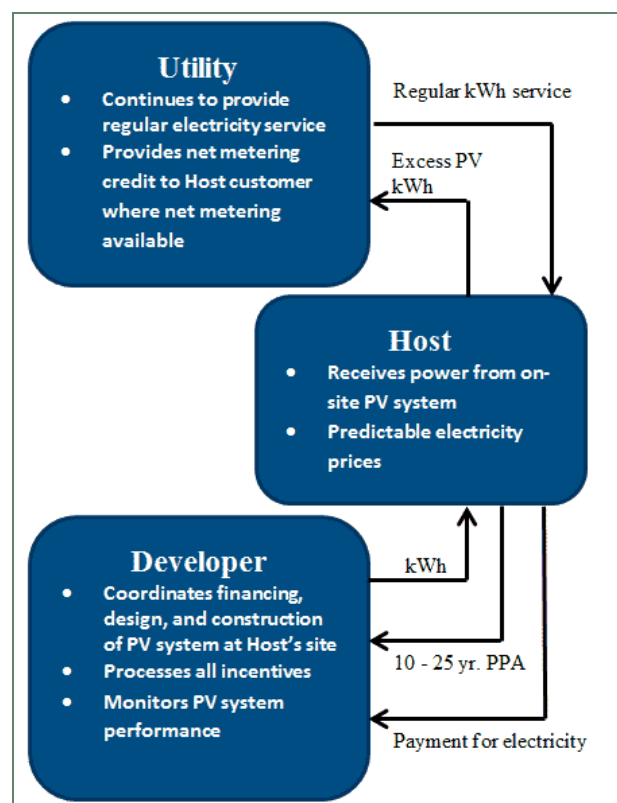 Utility
• Continues to provide
regular electricity service
• Provides net metering
credit to Host customer
where net metering
available
Regular kWh service
Excess PV
kWh
Host
• Receives power from on-
site PV system
• Predictable electricity
prices
Developer
• Coordinates financing,
design, and construction
of PV system at Host's site
• Processes all incentives
• Monitors PV system
performance
kWh
10 - 25 yr. PPA
Payment for electricity